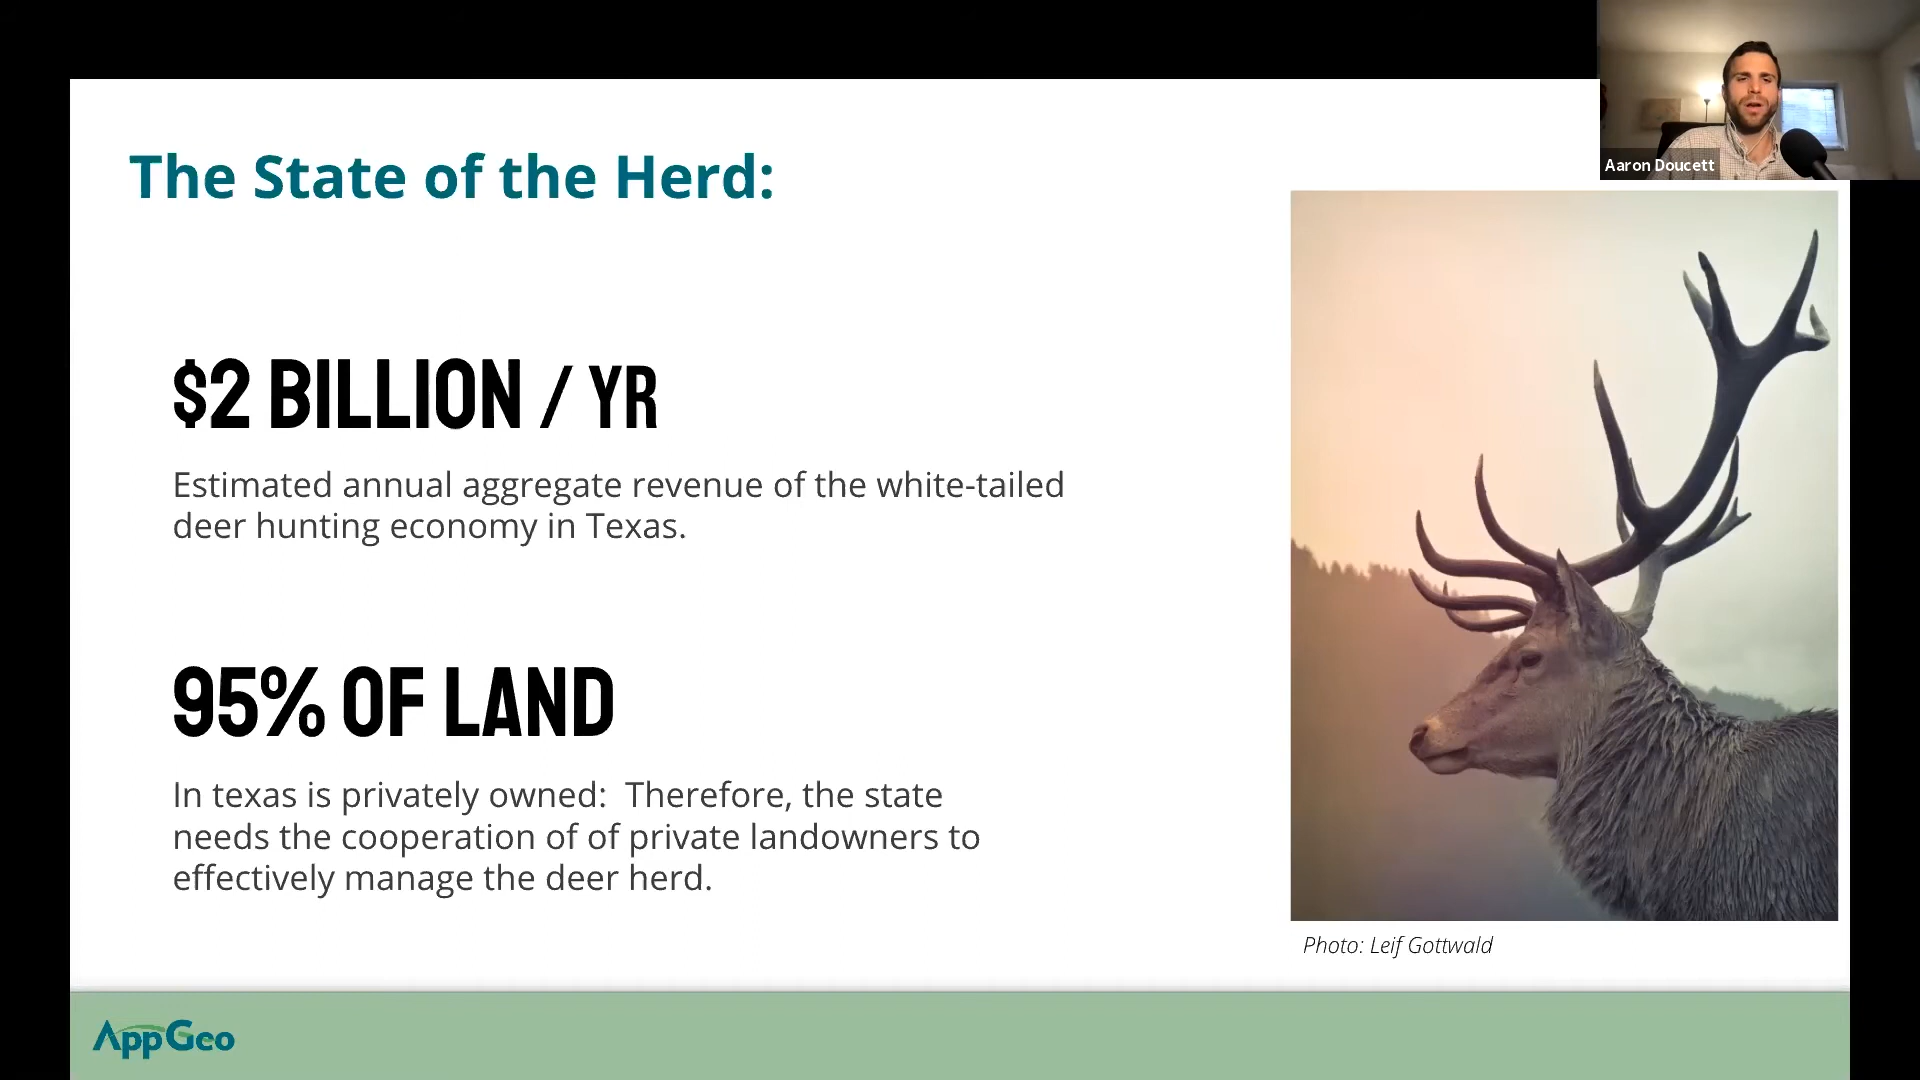 Aaron Doucett
The State of the Herd:
$2 BILLION / YR
Estimated annual aggregate revenue of the white-tailed
deer hunting economy in Texas.
95% OF LAND
In texas is privately owned:  Therefore, the state
needs the cooperation of of private landowners to
effectively manage the deer herd.
Photo: Leif Gottwald
AppGeo